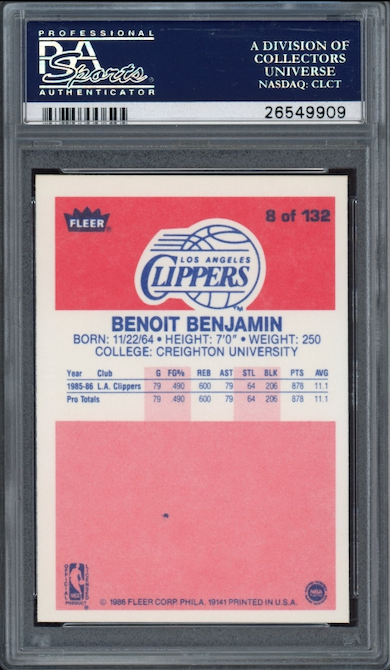 PROFESSIONAL
PSA
Sports
AUTHENTICATOR
A DIVISION OF
COLLECTORS
UNIVERSE
NASDAQ: CLCT
26549909
FLEER
8 of 132
LOS ANGELES
CLIPPERS
TM
BENOIT BENJAMIN
BORN: 11/22/64 • HEIGHT: 7'0" • WEIGHT: 250
COLLEGE: CREIGHTON UNIVERSITY
Year Club G FG% REB AST STL BLK PTS AVG
1985-86 L.A. Clippers 79 .490 600 79 64 206 878 11.1
Pro Totals 79 .490 600 79 64 206 878 11.1
NBA
© 1986 FLEER CORP. PHILA. 19141 PRINTED IN U.S.A.